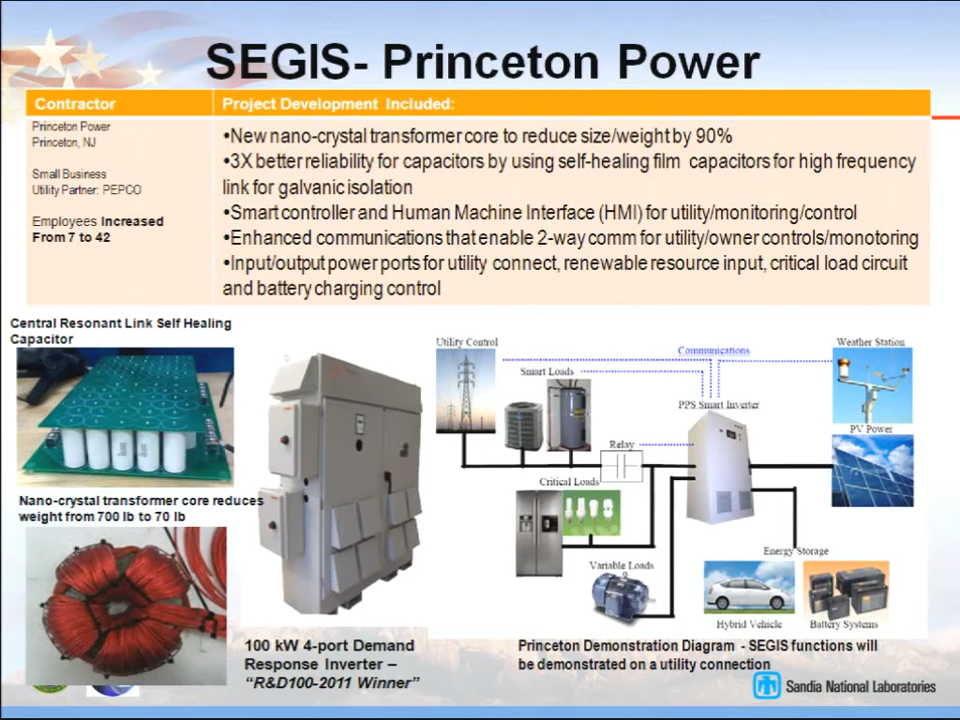 SEGIS- Princeton Power
Contractor
Project Development Included:
Princeton Power
Princeton, NJ
Small Business
Utility Partner: PEPCO
Employees Increased
From 7 to 42
•New nano-crystal transformer core to reduce size/weight by 90%
•3X better reliability for capacitors by using self-healing film capacitors for high frequency
link for galvanic isolation
•Smart controller and Human Machine Interface (HMI) for utility/monitoring/control
•Enhanced communications that enable 2-way comm for utility/owner controls/monotoring
•Input/output power ports for utility connect, renewable resource input, critical load circuit
and battery charging control
Central Resonant Link Self Healing
Capacitor
Nano-crystal transformer core reduces
weight from 700 lb to 70 lb
100 kW 4-port Demand
Response Inverter –
“R&D100-2011 Winner”
Utility Control
Communications
Weather Station
Smart Loads
PPS Smart Inverter
PV Power
Relay
Critical Loads
Energy Storage
Variable Loads
Hybrid Vehicle
Battery Systems
Princeton Demonstration Diagram - SEGIS functions will
be demonstrated on a utility connection
Sandia National Laboratories